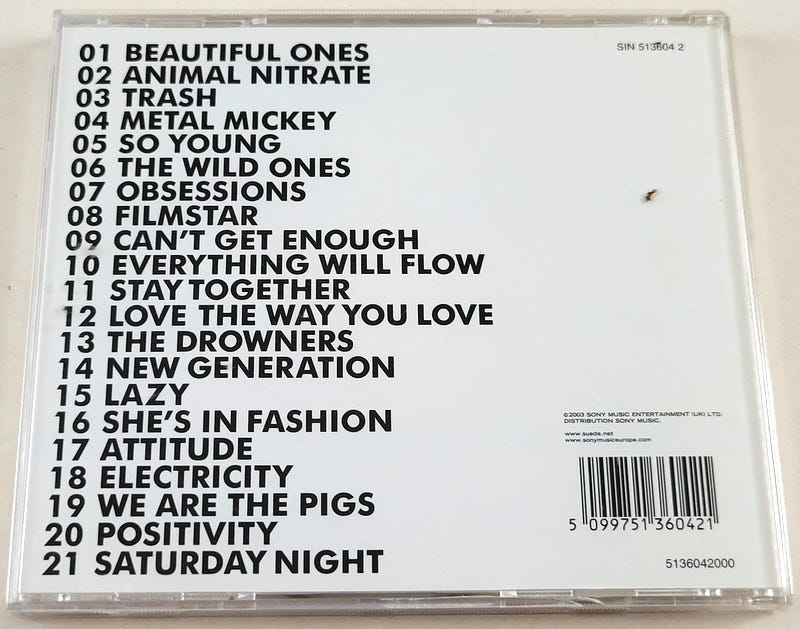 01 BEAUTIFUL ONES
02 ANIMAL NITRATE
03 TRASH
04 METAL MICKEY
05 SO YOUNG
06 THE WILD ONES
07 OBSESSIONS
08 FILMSTAR
09 CAN'T GET ENOUGH
10 EVERYTHING WILL FLOW
11 STAY TOGETHER
12 LOVE THE WAY YOU LOVE
13 THE DROWNERS
14 NEW GENERATION
15 LAZY
16 SHE'S IN FASHION
17 ATTITUDE
18 ELECTRICITY
19 WE ARE THE PIGS
20 POSITIVITY
21 SATURDAY NIGHT
SIN 513604 2
©2003 SONY MUSIC ENTERTAINMENT (UK) LTD.
DISTRIBUTION SONY MUSIC.
www.suede.net
www.sonymusiceurope.com
5 099751 360421
5136042000